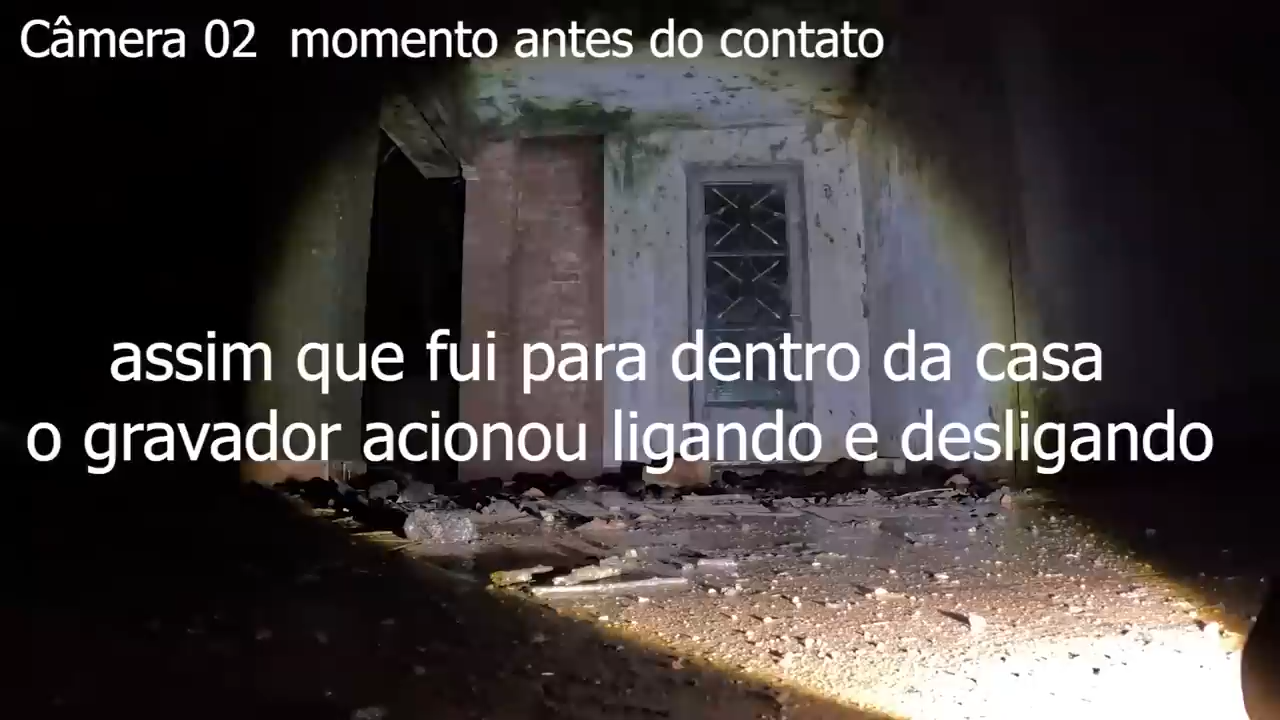 Câmera 02 momento antes do contato
assim que fui para dentro da casa
o gravador acionou ligando e desligando